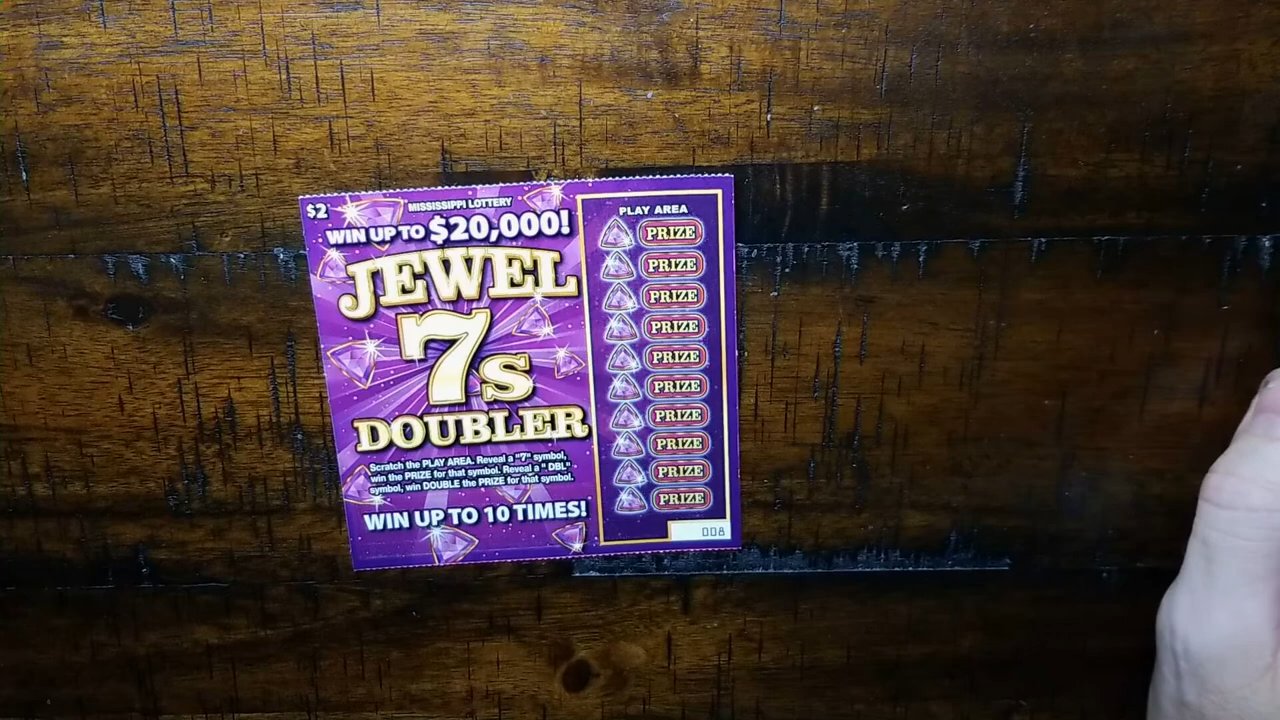 $2
MISSISSIPPI LOTTERY
WIN UP TO $20,000!
JEWEL
7s
DOUBLER
Scratch the PLAY AREA. Reveal a "7" symbol,
win the PRIZE for that symbol. Reveal a "DBL"
symbol, win DOUBLE the PRIZE for that symbol.
WIN UP TO 10 TIMES!
PLAY AREA
PRIZE
PRIZE
PRIZE
PRIZE
PRIZE
PRIZE
PRIZE
PRIZE
PRIZE
PRIZE
008